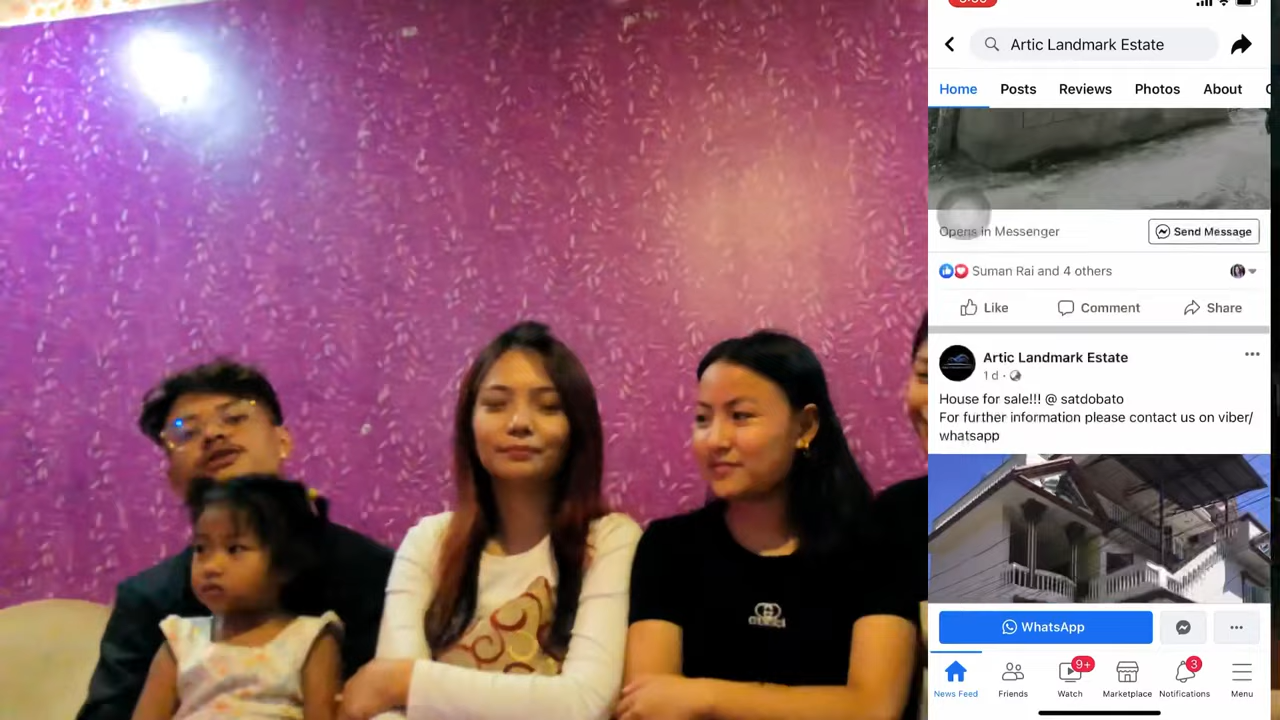 Artic Landmark Estate
Home Posts Reviews Photos About
Opens in Messenger
Send Message
Suman Rai and 4 others
Like Comment Share
Artic Landmark Estate
1 d
House for sale!!! @ satdobato
For further information please contact us on viber/
whatsapp
GUCCI
WhatsApp
9+
3
News Feed Friends Watch Marketplace Notifications Menu